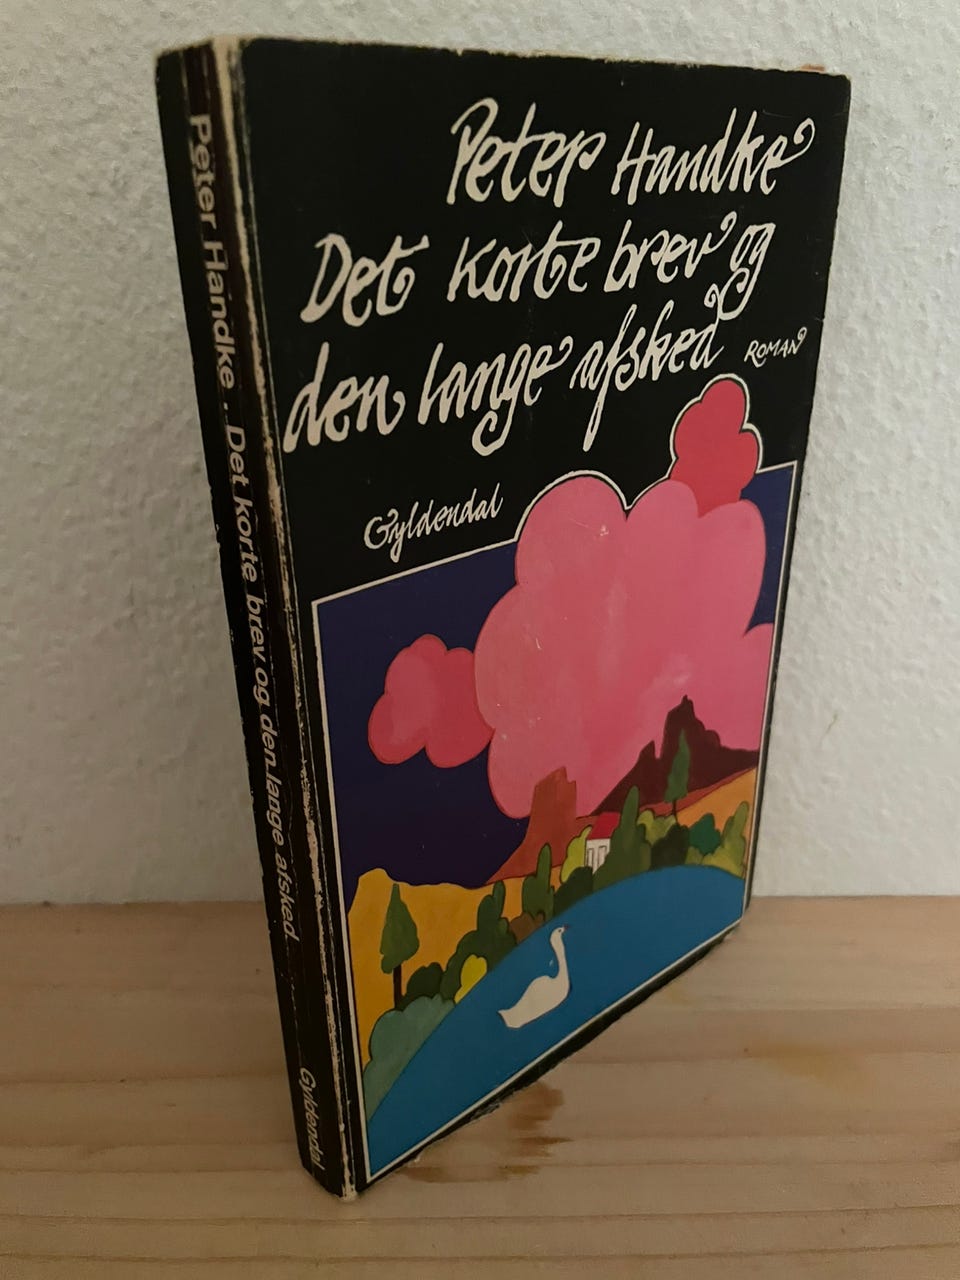 Peter Handke
Det korte brev og
den lange afsked
ROMAN
Gyldendal
Peter Handke...Det korte brev og den lange afsked
Gyldendal